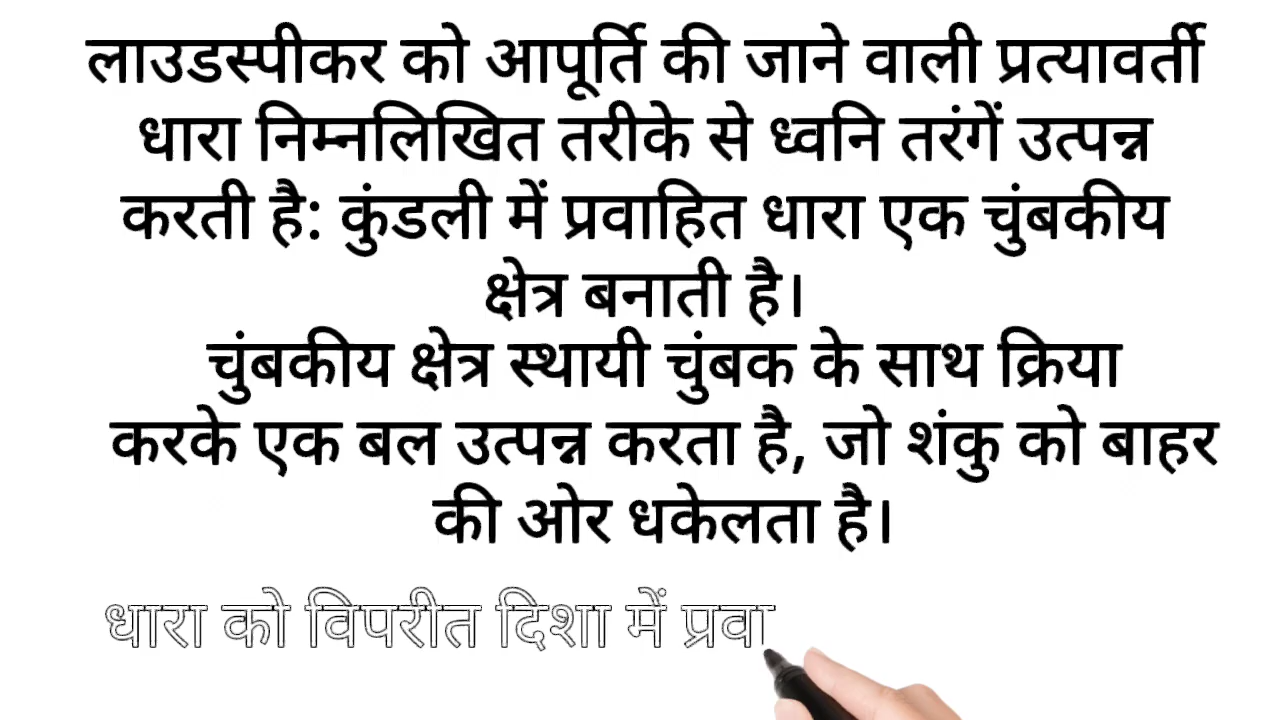 लाउडस्पीकर को आपूर्ति की जाने वाली प्रत्यावर्ती
धारा निम्नलिखित तरीके से ध्वनि तरंगें उत्पन्न
करती है: कुंडली में प्रवाहित धारा एक चुंबकीय
क्षेत्र बनाती है।
चुंबकीय क्षेत्र स्थायी चुंबक के साथ क्रिया
करके एक बल उत्पन्न करता है, जो शंकु को बाहर
की ओर धकेलता है।
धारा को विपरीत दिशा में